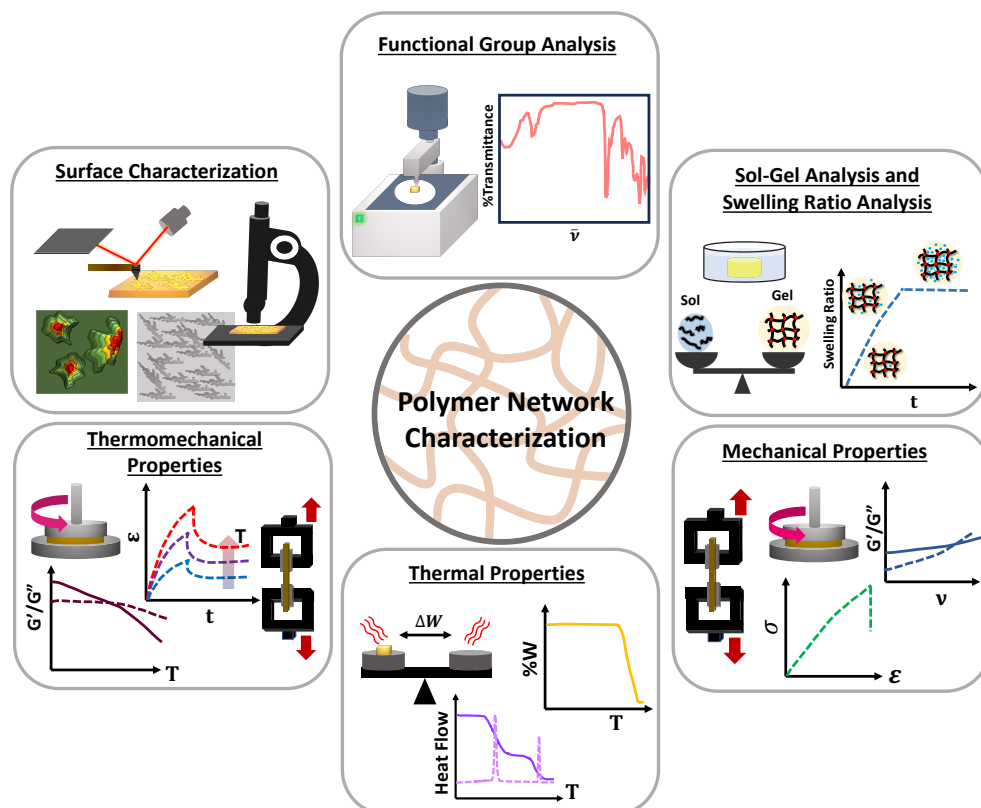 Functional Group Analysis
%Transmittance
ν̄
Surface Characterization
Sol-Gel Analysis and
Swelling Ratio Analysis
Sol
Gel
Swelling Ratio
t
Polymer Network
Characterization
Thermomechanical
Properties
ε
T
t
G'/G"
T
Thermal Properties
ΔW
%W
T
Heat Flow
T
Mechanical Properties
G'/G"
ν
σ
ε